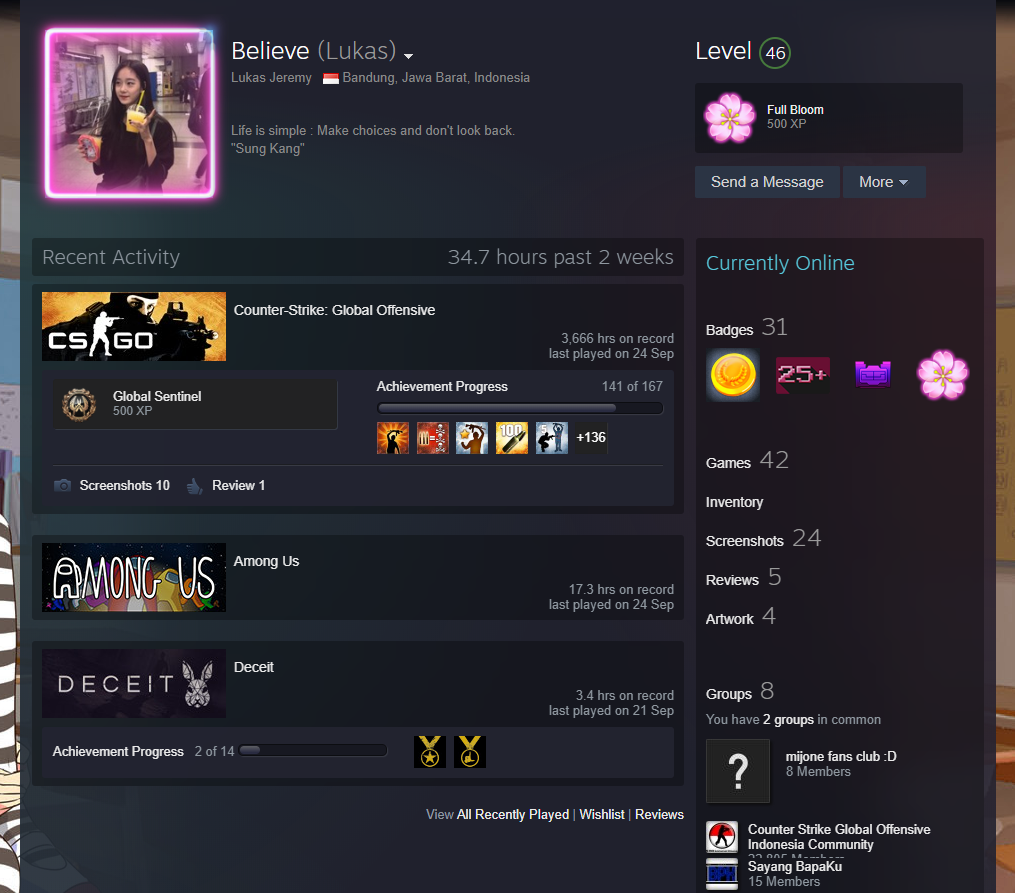 Believe (Lukas)
Lukas Jeremy Bandung, Jawa Barat, Indonesia
Life is simple : Make choices and don't look back.
"Sung Kang"
Level 46
Full Bloom
500 XP
Send a Message
More
Recent Activity
34.7 hours past 2 weeks
CS GO
Counter-Strike: Global Offensive
3,666 hrs on record
last played on 24 Sep
Global Sentinel
500 XP
Achievement Progress 141 of 167
100
5
+136
Screenshots 10
Review 1
AMONG US
Among Us
17.3 hrs on record
last played on 24 Sep
DECEIT
Deceit
3.4 hrs on record
last played on 21 Sep
Achievement Progress 2 of 14
View All Recently Played | Wishlist | Reviews
Currently Online
Badges 31
25+
Games 42
Inventory
Screenshots 24
Reviews 5
Artwork 4
Groups 8
You have 2 groups in common
?
mijone fans club :D
8 Members
Counter Strike Global Offensive
Indonesia Community
Members
Sayang BapaKu
15 Members